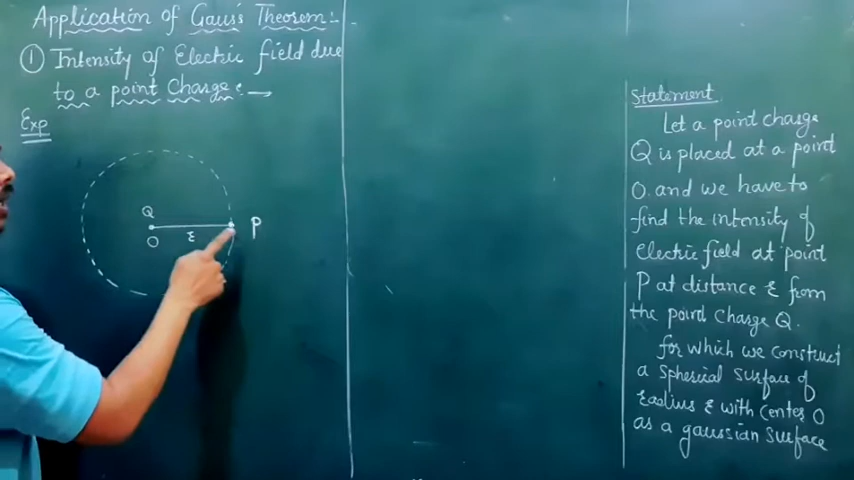 Application of Gauss Theorem:-
① Intensity of Electric field due
to a point charge: →
Exp
Q
P
O
r
Statement
Let a point charge
Q is placed at a point
O. and we have to
find the intensity of
electric field at point
P at distance r from
the point charge Q.
for which we construct
a spherical surface of
radius r with center O
as a gaussian surface